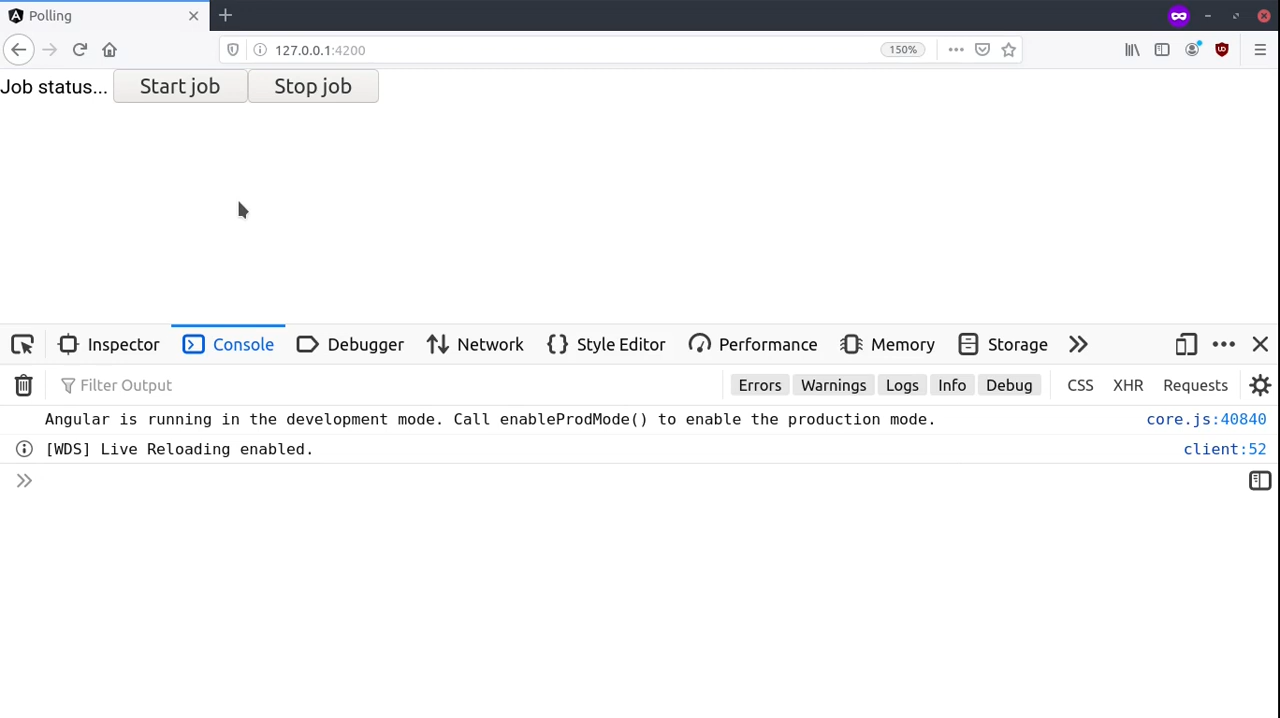 Polling
127.0.0.1:4200 150%
Job status... Start job Stop job
Inspector Console Debugger Network Style Editor Performance Memory Storage
Filter Output Errors Warnings Logs Info Debug CSS XHR Requests
Angular is running in the development mode. Call enableProdMode() to enable the production mode. core.js:40840
[WDS] Live Reloading enabled. client:52